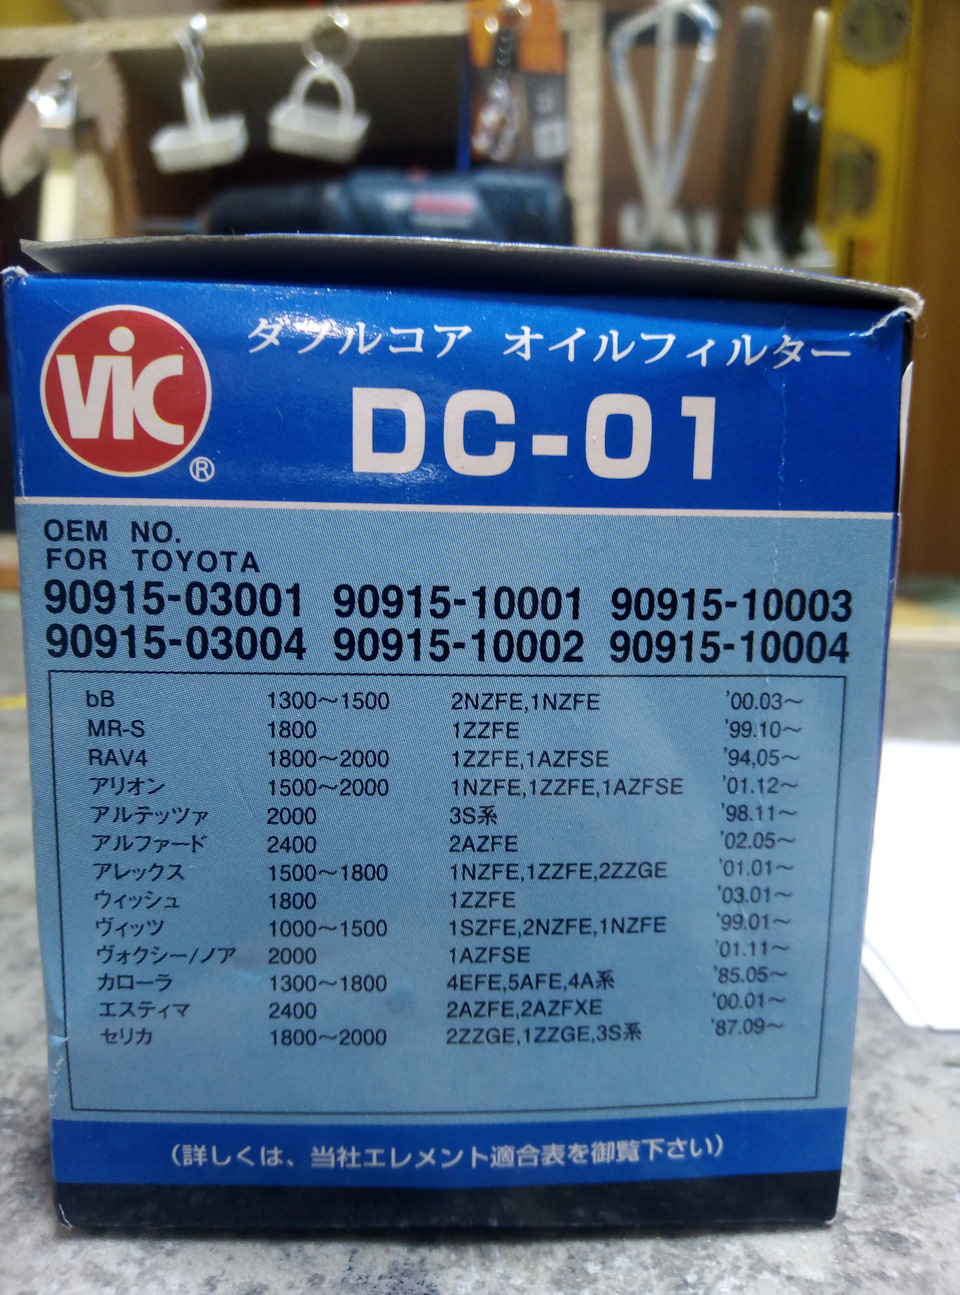 ViC
®
ダブルコア オイルフィルター
DC-01
OEM NO.
FOR TOYOTA
90915-03001 90915-10001 90915-10003
90915-03004 90915-10002 90915-10004
bB 1300～1500 2NZFE,1NZFE '00.03～
MR-S 1800 1ZZFE '99.10～
RAV4 1800～2000 1ZZFE,1AZFSE '94,05～
アリオン 1500～2000 1NZFE,1ZZFE,1AZFSE '01.12～
アルテッツァ 2000 3S系 '98.11～
アルファード 2400 2AZFE '02.05～
アレックス 1500～1800 1NZFE,1ZZFE,2ZZGE '01.01～
ウィッシュ 1800 1ZZFE '03.01～
ヴィッツ 1000～1500 1SZFE,2NZFE,1NZFE '99.01～
ヴォクシー/ノア 2000 1AZFSE '01.11～
カローラ 1300～1800 4EFE,5AFE,4A系 '85.05～
エスティマ 2400 2AZFE,2AZFXE '00.01～
セリカ 1800～2000 2ZZGE,1ZZGE,3S系 '87.09～
（詳しくは、当社エレメント適合表を御覧下さい）